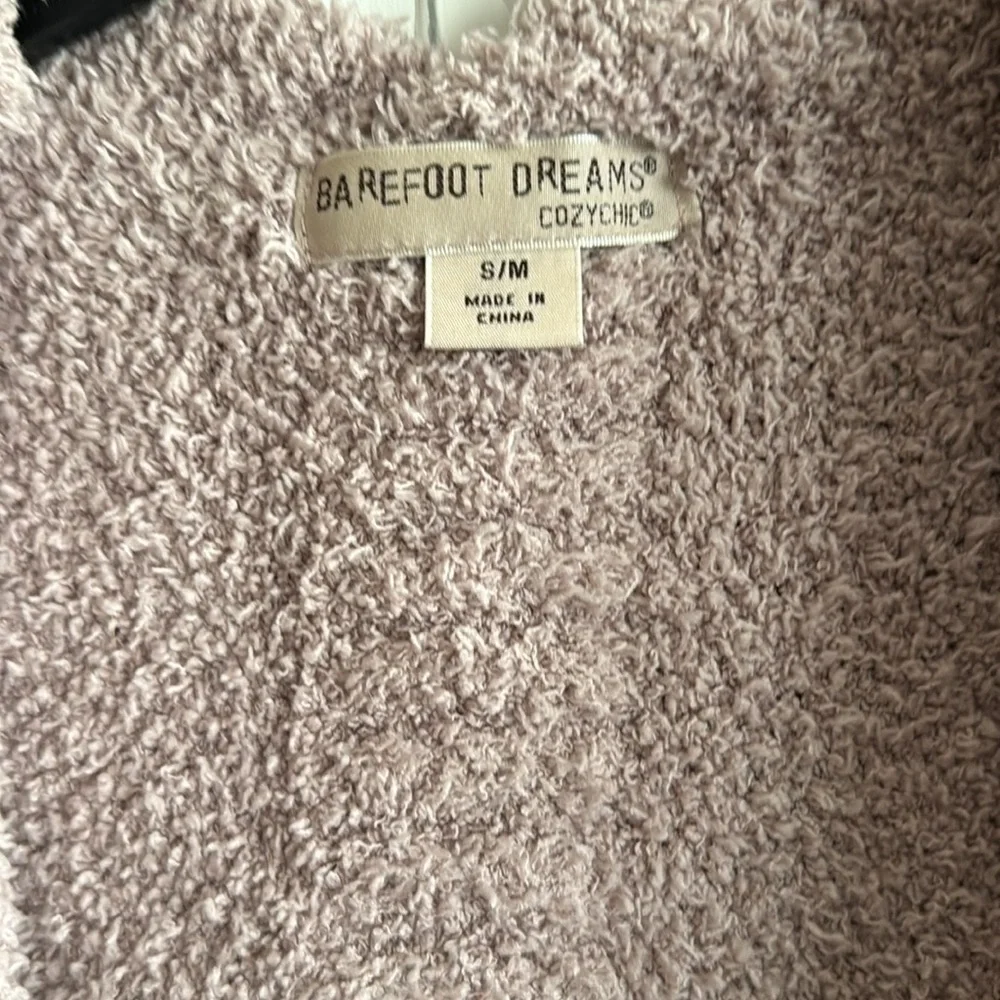 BAREFOOT DREAMS®
COZYCHIC®
S/M
MADE IN
CHINA